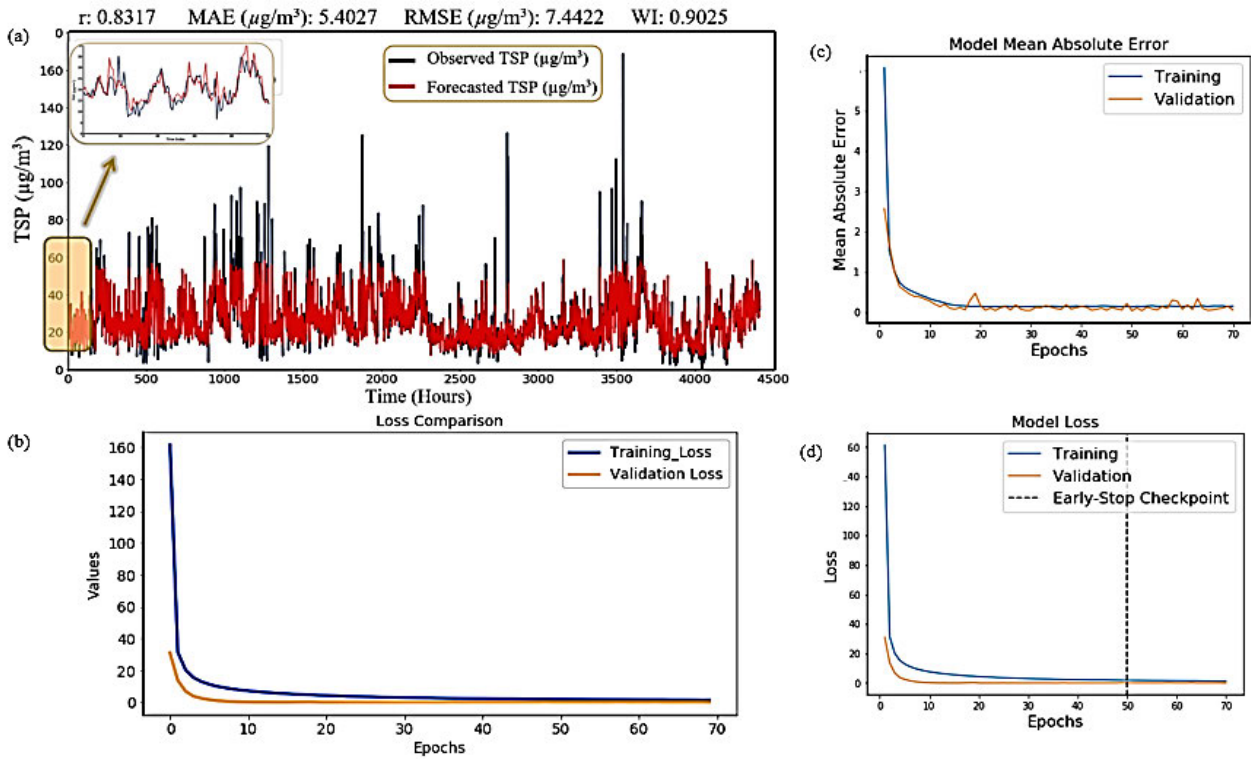 r: 0.8317 MAE (µg/m³): 5.4027 RMSE (µg/m³): 7.4422 WI: 0.9025
(a)
Observed TSP (µg/m³)
Forecasted TSP (µg/m³)
TSP (µg/m³)
0
160
140
120
100
80
60
40
20
0
0 500 1000 1500 2000 2500 3000 3500 4000 4500
Time (Hours)
(c)
Model Mean Absolute Error
Training
Validation
Mean Absolute Error
5
4
3
2
1
0
0 10 20 30 40 50 60 70
Epochs
(b)
Loss Comparison
Training_Loss
Validation Loss
Values
160
140
120
100
80
60
40
20
0
0 10 20 30 40 50 60 70
Epochs
(d)
Model Loss
Training
Validation
Early-Stop Checkpoint
Loss
60
.40
100
80
60
40
20
0
0 10 20 30 40 50 60 70
Epochs